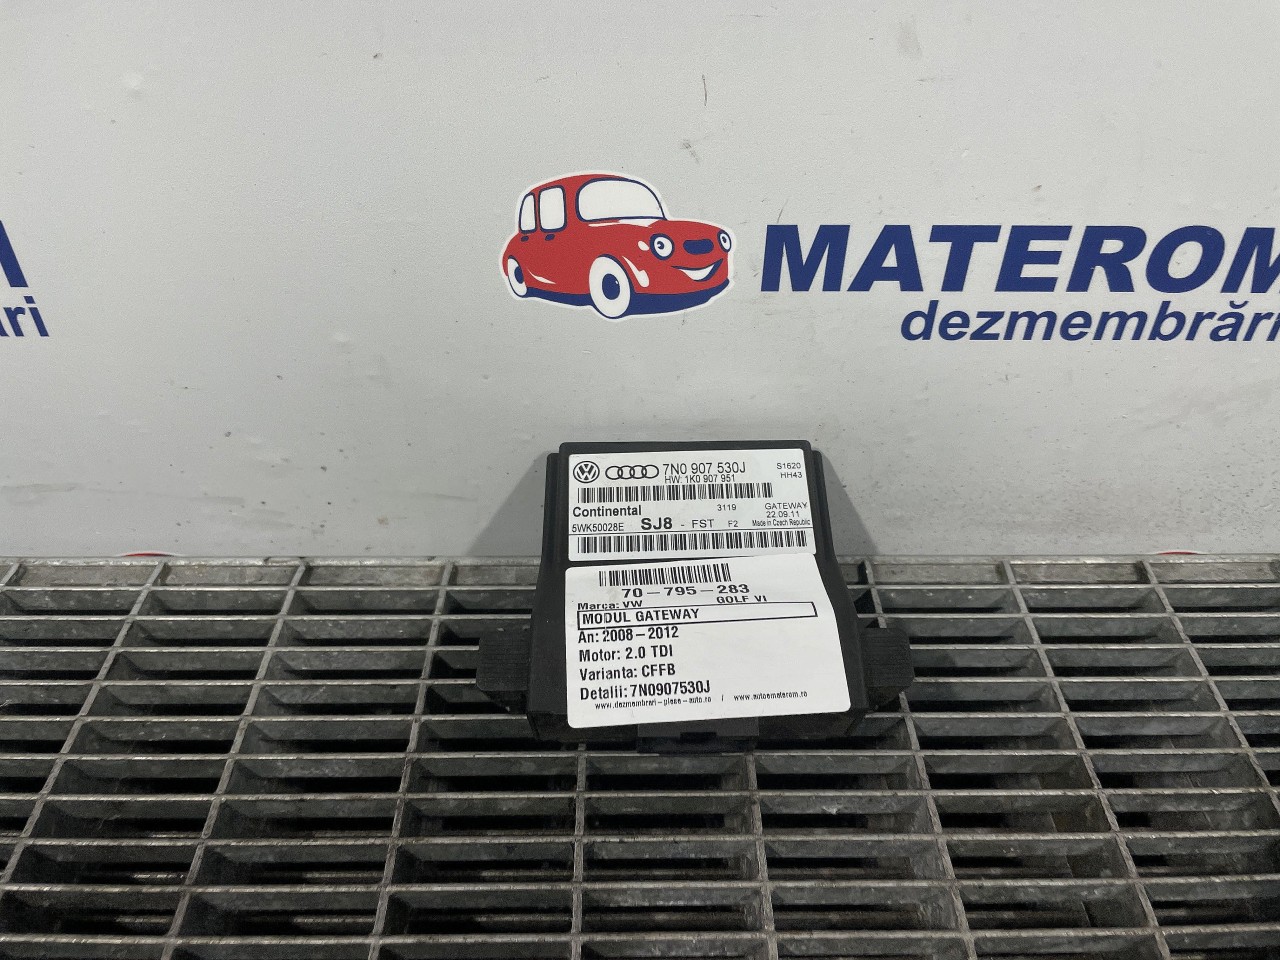 MATEROM
dezmembrări
ri
7N0 907 530J
HW: 1K0 907 951
S1620
HH43
Continental
3119
GATEWAY
22.09.11
5WK50028E
SJ8 - FST F2
Made in Czech Republic
70-795-283
Marca: VW GOLF VI
MODUL GATEWAY
An: 2008-2012
Motor: 2.0 TDI
Varianta: CFFB
Detalii: 7N0907530J
www.dezmembrari-piese-auto.ro / www.autoematerom.ro